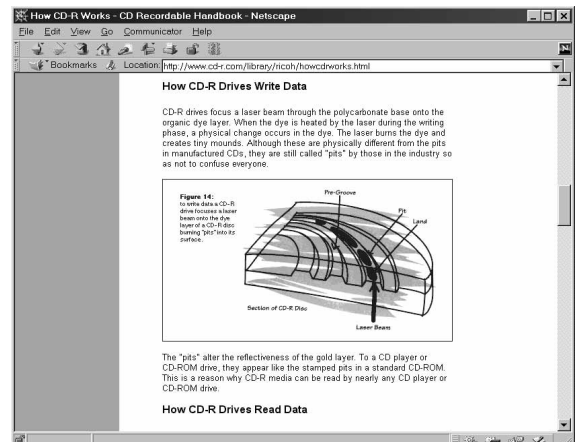 How CD-R Works - CD Recordable Handbook - Netscape
File Edit View Go Communicator Help
Bookmarks Location: http://www.cd-r.com/library/ricoh/howcdrworks.html
How CD-R Drives Write Data
CD-R drives focus a laser beam through the polycarbonate base onto the
organic dye layer. When the dye is heated by the laser during the writing
phase, a physical change occurs in the dye. The laser burns the dye and
creates tiny mounds. Although these are physically different from the pits
in manufactured CDs, they are still called "pits" by those in the industry so
as not to confuse everyone.
Figure 14:
to write data a CD-R
drive focuses a laser
beam onto the dye
layer of a CD-R disc
burning "pits" into its
surface.
Pre-Groove
Pit
Land
Section of CD-R Disc
Laser Beam
The "pits" alter the reflectiveness of the gold layer. To a CD player or
CD-ROM drive, they appear like the stamped pits in a standard CD-ROM.
This is a reason why CD-R media can be read by nearly any CD player or
CD-ROM drive.
How CD-R Drives Read Data